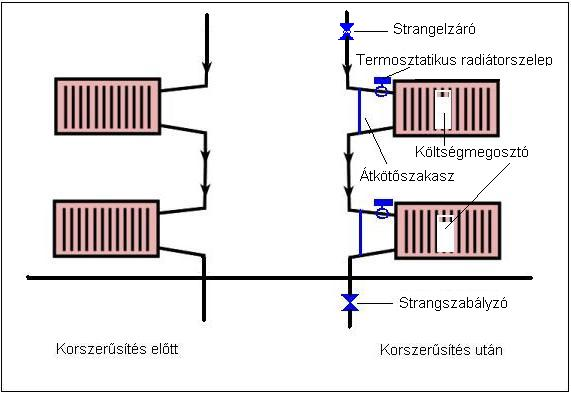 Strangelzáró
Termosztatikus radiátorszelep
Költségmegosztó
Átkötőszakasz
Strangszabályzó
Korszerűsítés előtt
Korszerűsítés után